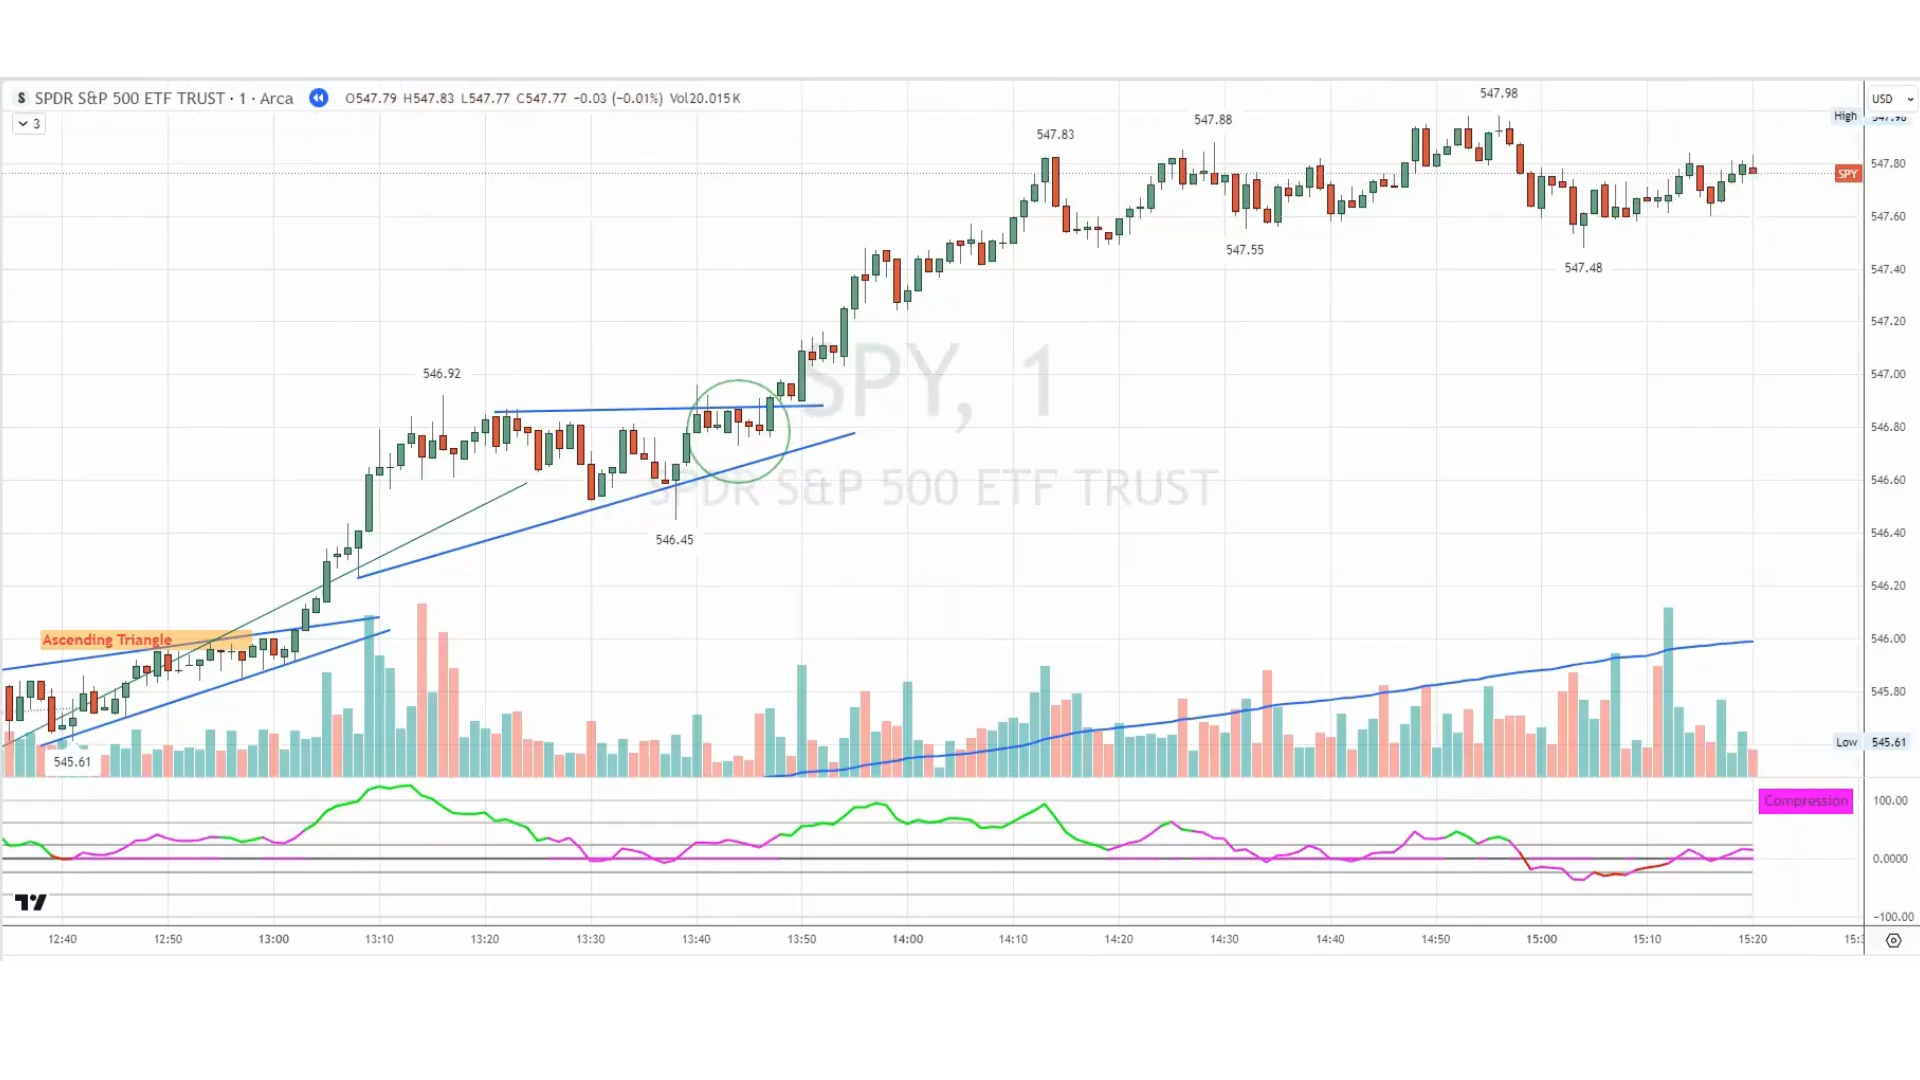 S SPDR S&P 500 ETF TRUST · 1 · Arca O547.79 H547.83 L547.77 C547.77 −0.03 (−0.01%) Vol20.015 K
3
USD
High 547.98
547.98
547.88
547.83
547.80
SPY
547.60
547.55
547.48
547.40
547.20
SPY, 1
546.92
547.00
546.80
SPDR S&P 500 ETF TRUST
546.60
546.45
546.40
546.20
Ascending Triangle
546.00
545.80
Low 545.61
545.61
Compression
100.00
0.0000
−100.00
12:40 12:50 13:00 13:10 13:20 13:30 13:40 13:50 14:00 14:10 14:20 14:30 14:40 14:50 15:00 15:10 15:20